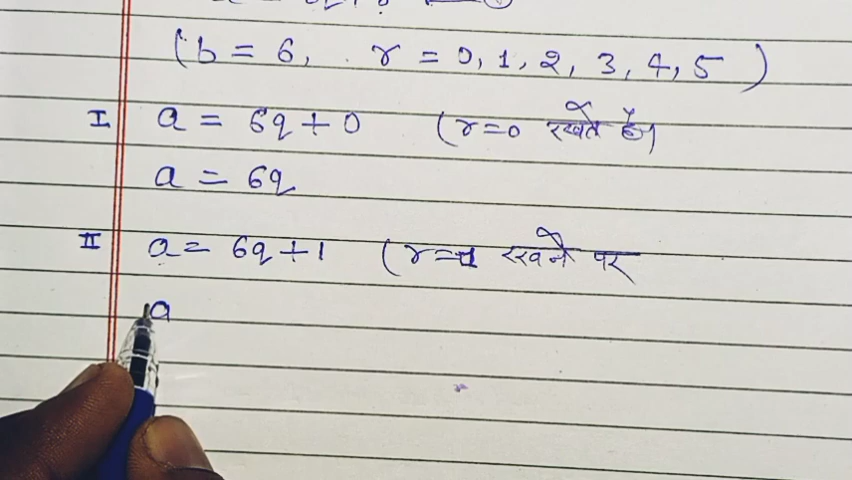 (b = 6, r = 0, 1, 2, 3, 4, 5 )
I a = 6q + 0 (r=0 रखते है।
a = 6q
II a = 6q + 1 (r=1 रखने पर
a